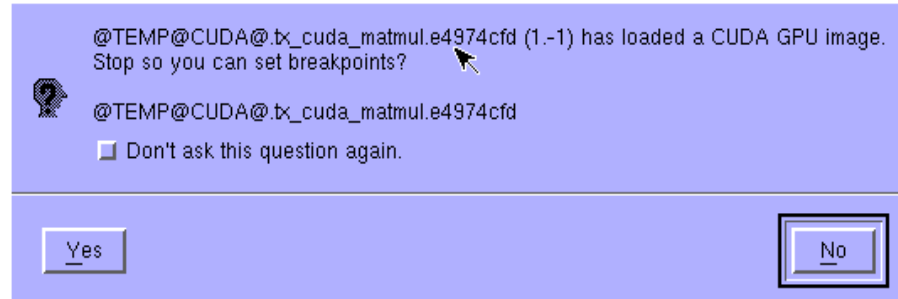 @TEMP@CUDA@.tx_cuda_matmul.e4974cfd (1.-1) has loaded a CUDA GPU image.
Stop so you can set breakpoints?
@TEMP@CUDA@.tx_cuda_matmul.e4974cfd
Don't ask this question again.
Yes
No